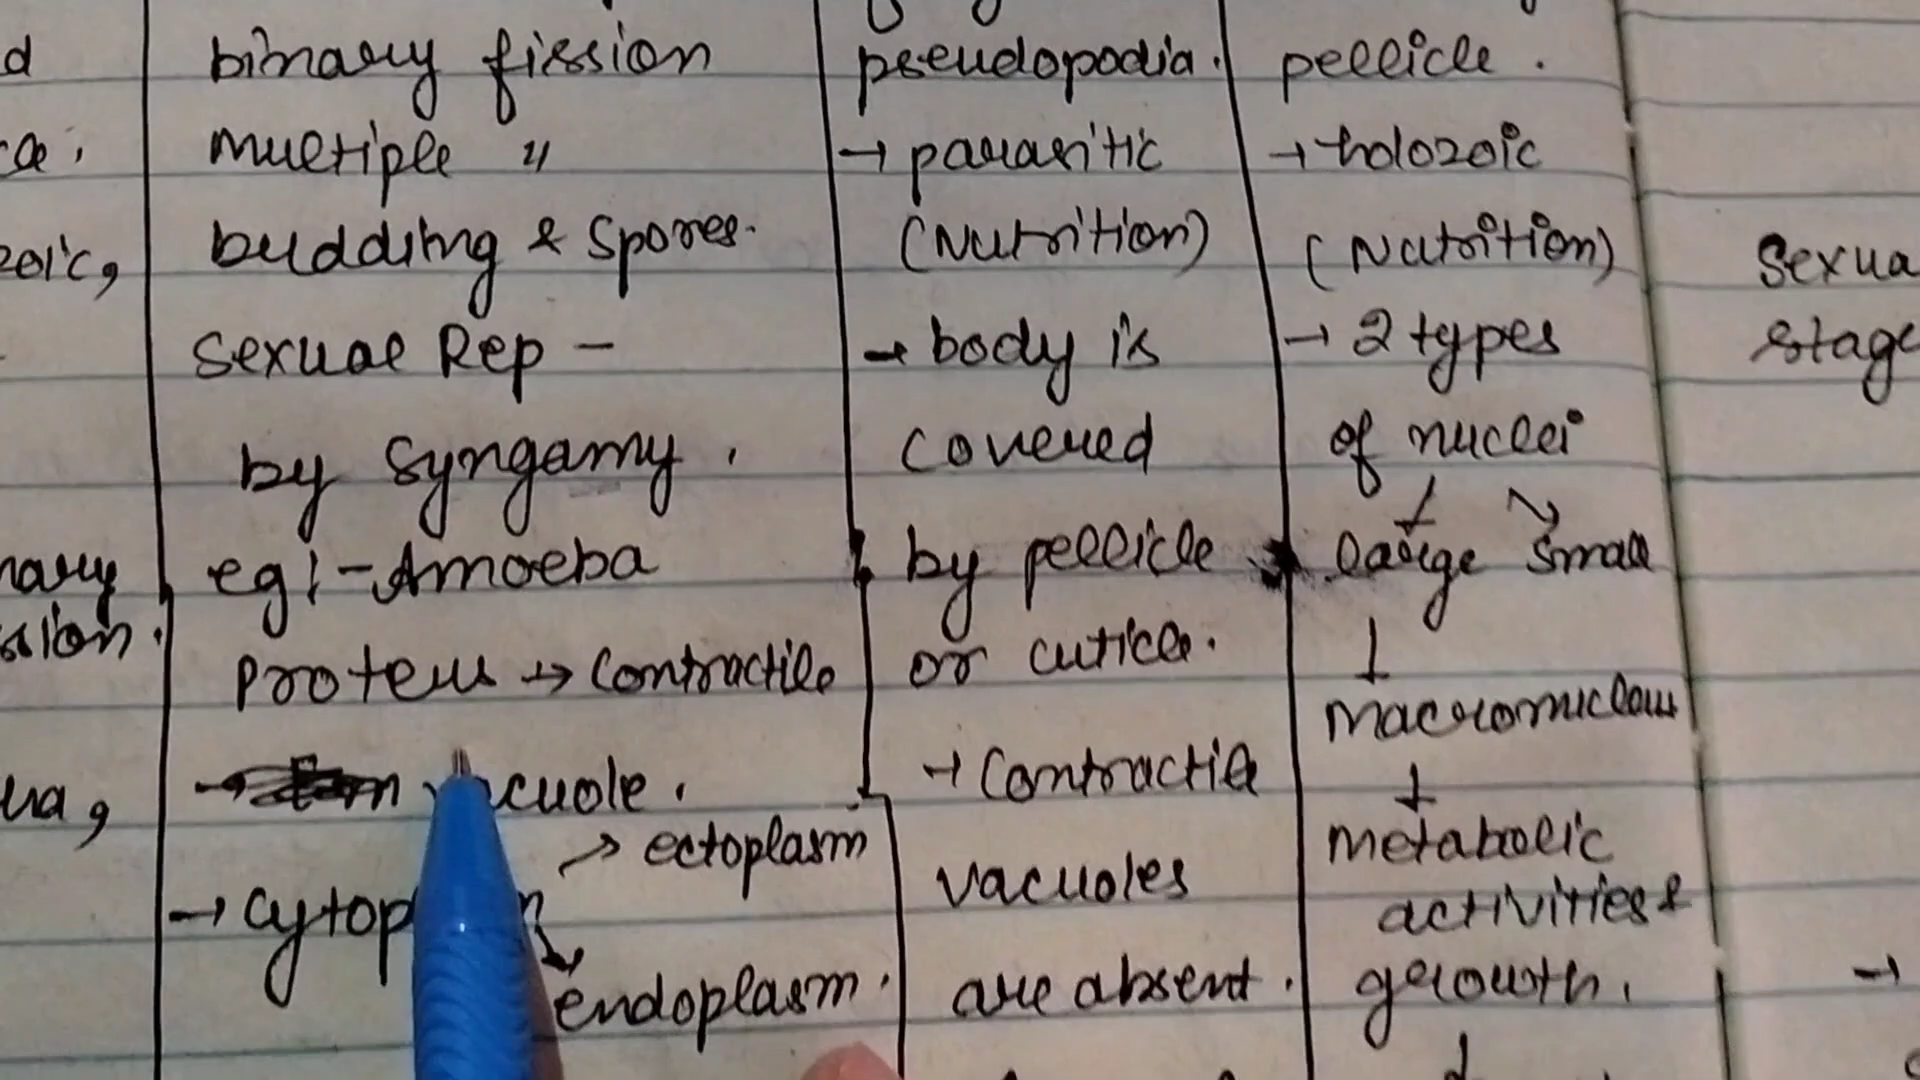 binary fission
multiple "
budding & spores.
Sexual Rep -
by Syngamy.
eg:- Amoeba
Proteus → Contractile
→ vacuole.
→ Cytoplasm
→ ectoplasm
endoplasm.
pseudopodia.
→ parasitic
(Nutrition)
→ body is
covered
by pellicle
or cuticle.
→ Contractile
vacuoles
are absent.
pellicle.
→ holozoic
(Nutrition)
→ 2 types
of nuclei
large small
macronucleus
metabolic
activities &
growth.